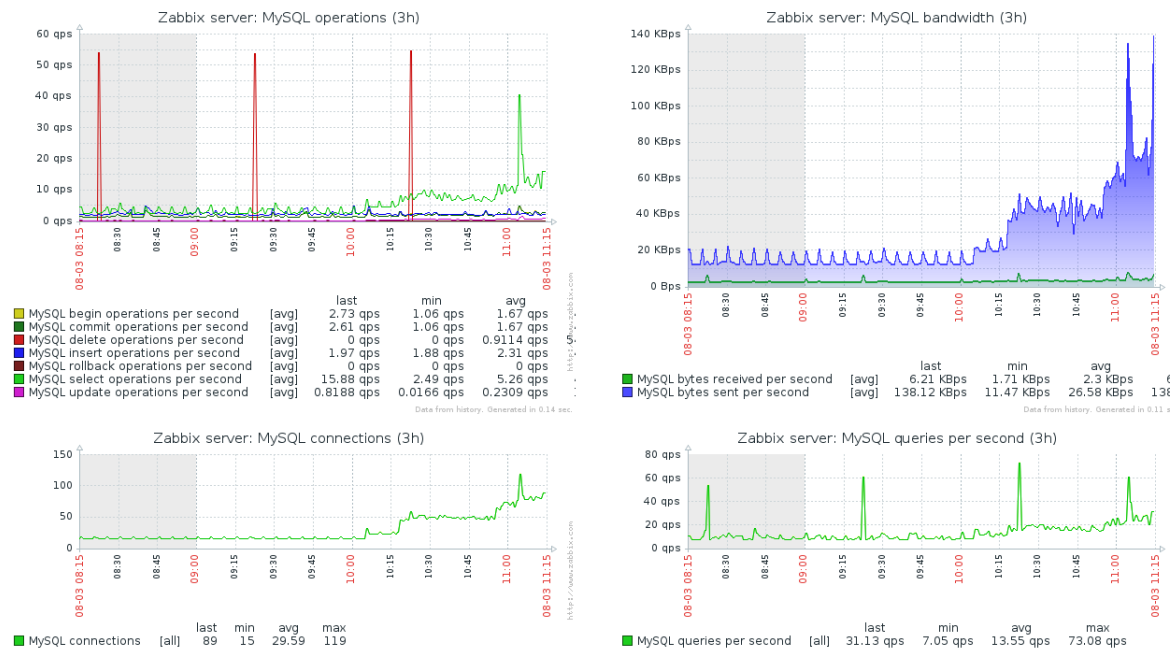 Zabbix server: MySQL operations (3h)
60 qps
50 qps
40 qps
30 qps
20 qps
10 qps
0 qps
08-03 08:15
08:30
08:45
09:00
09:15
09:30
09:45
10:00
10:15
10:30
10:45
11:00
08-03 11:15
last min avg
MySQL begin operations per second [avg] 2.73 qps 1.06 qps 1.67 qps
MySQL commit operations per second [avg] 2.61 qps 1.06 qps 1.67 qps
MySQL delete operations per second [avg] 0 qps 0 qps 0.9114 qps 5
MySQL insert operations per second [avg] 1.97 qps 1.88 qps 2.31 qps
MySQL rollback operations per second [avg] 0 qps 0 qps 0 qps
MySQL select operations per second [avg] 15.88 qps 2.49 qps 5.26 qps
MySQL update operations per second [avg] 0.8188 qps 0.0166 qps 0.2309 qps
http://www.zabbix.com
Data from history. Generated in 0.14 sec.
Zabbix server: MySQL bandwidth (3h)
140 KBps
120 KBps
100 KBps
80 KBps
60 KBps
40 KBps
20 KBps
0 Bps
08-03 08:15
08:30
08:45
09:00
09:15
09:30
09:45
10:00
10:15
10:30
10:45
11:00
08-03 11:15
last min avg
MySQL bytes received per second [avg] 6.21 KBps 1.71 KBps 2.3 KBps 6
MySQL bytes sent per second [avg] 138.12 KBps 11.47 KBps 26.58 KBps 138
Data from history. Generated in 0.11 s
Zabbix server: MySQL connections (3h)
150
100
50
0
08-03 08:15
08:30
08:45
09:00
09:15
09:30
09:45
10:00
10:15
10:30
10:45
11:00
08-03 11:15
last min avg max
MySQL connections [all] 89 15 29.59 119
http://www.zabbix.com
Zabbix server: MySQL queries per second (3h)
80 qps
60 qps
40 qps
20 qps
0 qps
08-03 08:15
08:30
08:45
09:00
09:15
09:30
09:45
10:00
10:15
10:30
10:45
11:00
08-03 11:15
last min avg max
MySQL queries per second [all] 31.13 qps 7.05 qps 13.55 qps 73.08 qps